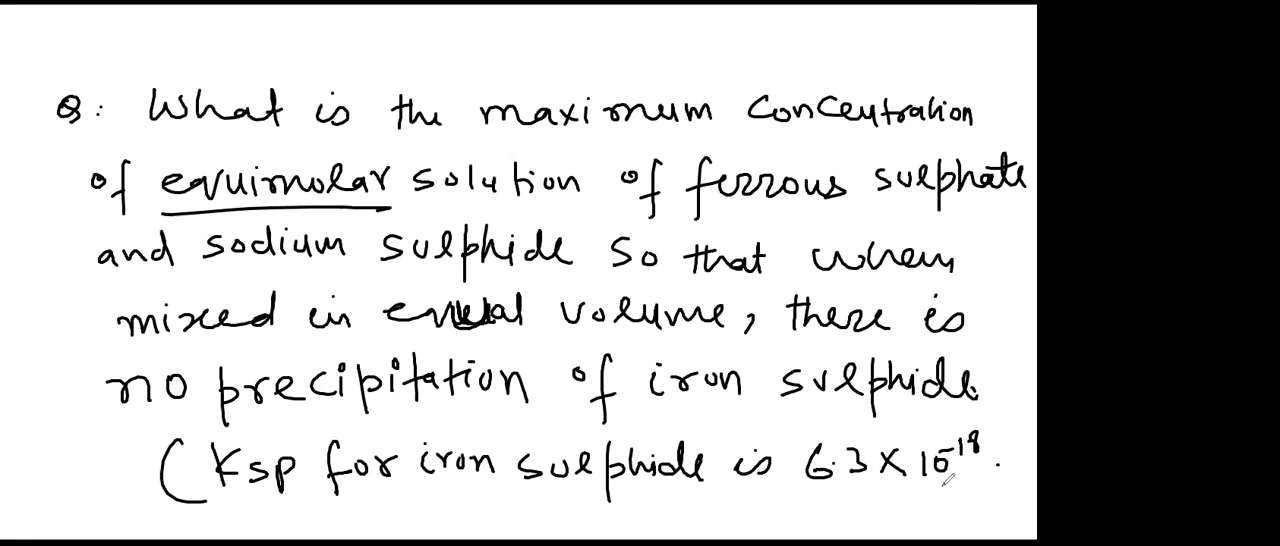 Q: What is the maximum concentration
of equimolar solution of ferrous sulphate
and sodium sulphide so that when
mixed in equal volume, there is
no precipitation of iron sulphide.
(Ksp for iron sulphide is 6.3 × 10⁻¹⁸.